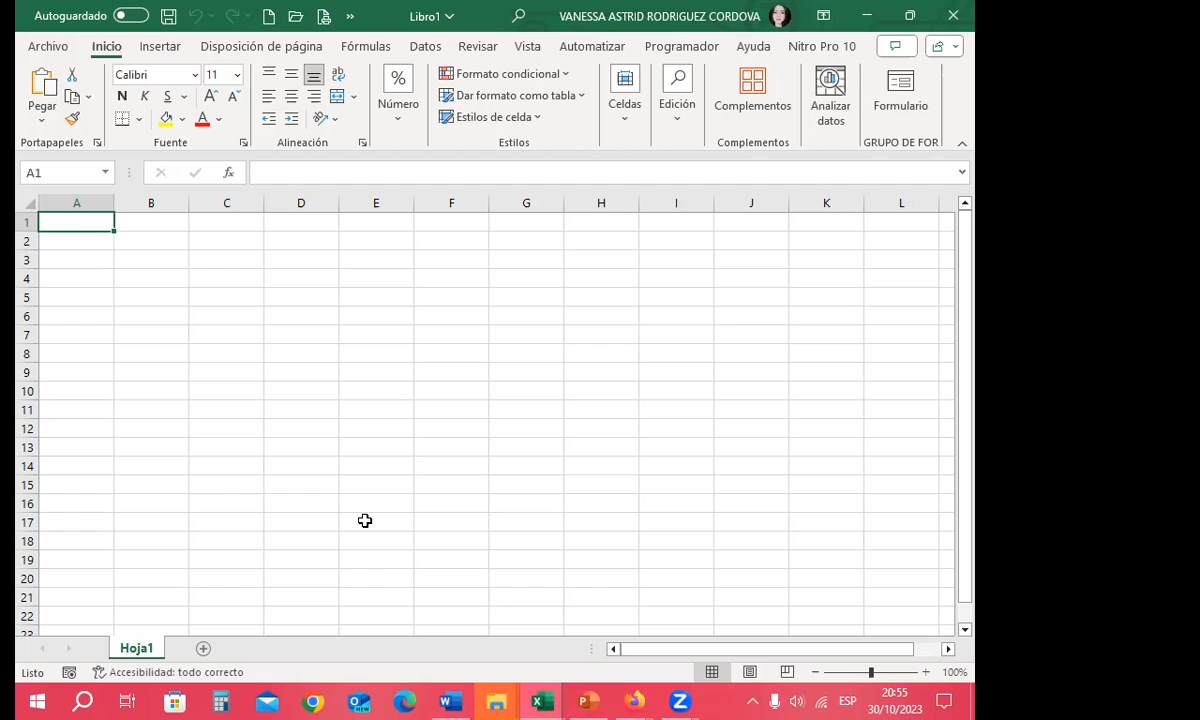 Autoguardado
Libro1
VANESSA ASTRID RODRIGUEZ CORDOVA
Archivo Inicio Insertar Disposición de página Fórmulas Datos Revisar Vista Automatizar Programador Ayuda Nitro Pro 10
Pegar
Calibri 11
N K S A A
A
ab
%
Número
Formato condicional
Dar formato como tabla
Estilos de celda
Celdas
Edición
Complementos
Analizar
datos
Formulario
Portapapeles Fuente Alineación Estilos Complementos GRUPO DE FOR
A1 fx
A B C D E F G H I J K L
1
2
3
4
5
6
7
8
9
10
11
12
13
14
15
16
17
18
19
20
21
22
23
Hoja1
Listo Accesibilidad: todo correcto 100%
ESP
20:55
30/10/2023